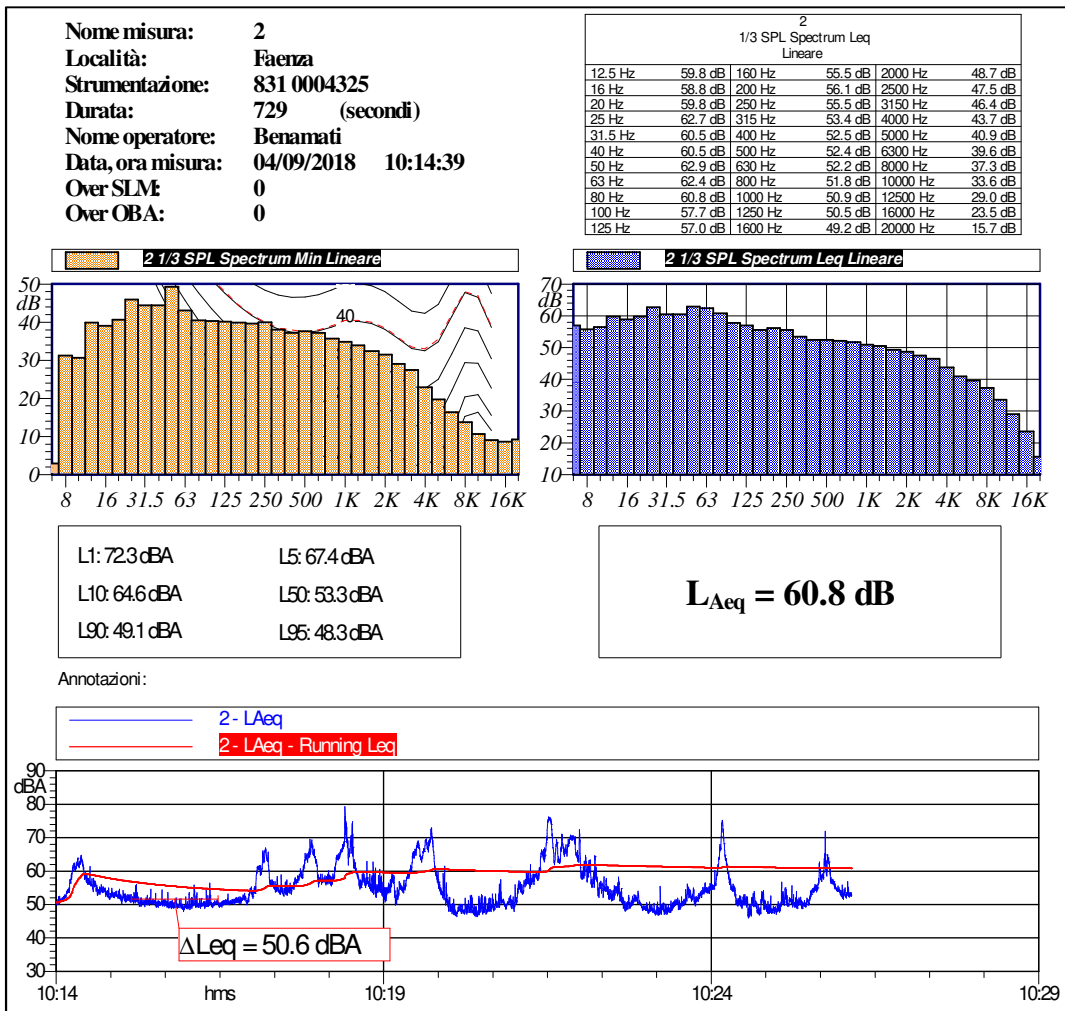 Nome misura: 2
Località: Faenza
Strumentazione: 831 0004325
Durata: 729 (secondi)
Nome operatore: Benamati
Data, ora misura: 04/09/2018 10:14:39
Over SLM: 0
Over OBA: 0
2
1/3 SPL Spectrum Leq
Lineare
12.5 Hz 59.8 dB 160 Hz 55.5 dB 2000 Hz 48.7 dB
16 Hz 58.8 dB 200 Hz 56.1 dB 2500 Hz 47.5 dB
20 Hz 59.8 dB 250 Hz 55.5 dB 3150 Hz 46.4 dB
25 Hz 62.7 dB 315 Hz 53.4 dB 4000 Hz 43.7 dB
31.5 Hz 60.5 dB 400 Hz 52.5 dB 5000 Hz 40.9 dB
40 Hz 60.5 dB 500 Hz 52.4 dB 6300 Hz 39.6 dB
50 Hz 62.9 dB 630 Hz 52.2 dB 8000 Hz 37.3 dB
63 Hz 62.4 dB 800 Hz 51.8 dB 10000 Hz 33.6 dB
80 Hz 60.8 dB 1000 Hz 50.9 dB 12500 Hz 29.0 dB
100 Hz 57.7 dB 1250 Hz 50.5 dB 16000 Hz 23.5 dB
125 Hz 57.0 dB 1600 Hz 49.2 dB 20000 Hz 15.7 dB
2 1/3 SPL Spectrum Min Lineare
50
dB
40
30
20
10
0
40
8 16 31.5 63 125 250 500 1K 2K 4K 8K 16K
2 1/3 SPL Spectrum Leq Lineare
70
dB
60
50
40
30
20
10
8 16 31.5 63 125 250 500 1K 2K 4K 8K 16K
L1: 72.3 dBA L5: 67.4 dBA
L10: 64.6 dBA L50: 53.3 dBA
L90: 49.1 dBA L95: 48.3 dBA
LAeq = 60.8 dB
Annotazioni:
2 - LAeq
2 - LAeq - Running Leq
90
dBA
80
70
60
50
40
30
ΔLeq = 50.6 dBA
10:14 hms 10:19 10:24 10:29